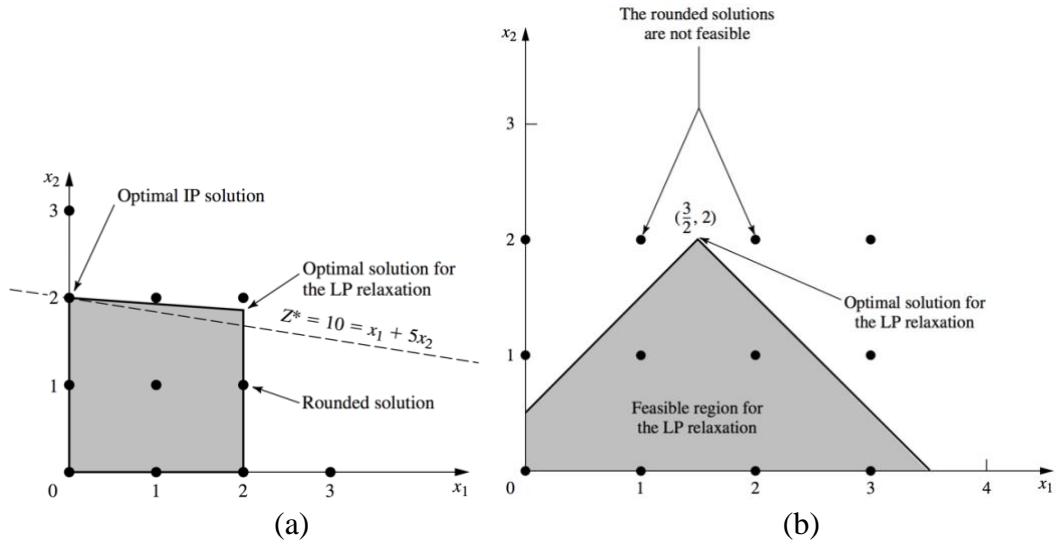 x₂
Optimal IP solution
3
Optimal solution for
the LP relaxation
2
Z* = 10 = x₁ + 5x₂
1
Rounded solution
0
1
2
3
x₁
(a)
The rounded solutions
are not feasible
x₂
3
(3/2, 2)
2
Optimal solution for
the LP relaxation
1
Feasible region for
the LP relaxation
0
1
2
3
4
x₁
(b)